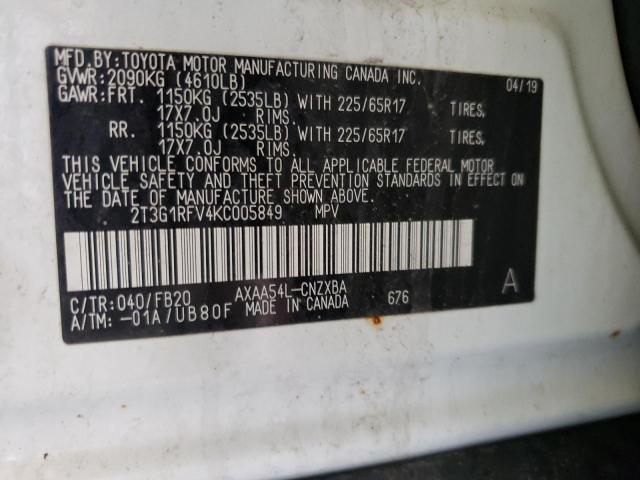 MFD.BY:TOYOTA MOTOR MANUFACTURING CANADA INC.
GVWR:2090KG (4610LB) 04/19
GAWR:FRT. 1150KG (2535LB) WITH 225/65R17 TIRES,
17X7.0J RIMS.
RR. 1150KG (2535LB) WITH 225/65R17 TIRES,
17X7.0J RIMS.
THIS VEHICLE CONFORMS TO ALL APPLICABLE FEDERAL MOTOR
VEHICLE SAFETY AND THEFT PREVENTION STANDARDS IN EFFECT ON
THE DATE OF MANUFACTURE SHOWN ABOVE.
2T3G1RFV4KC005849 MPV
C/TR:040/FB20 AXAA54L-CNZXBA 676 A
A/TM:-01A/UB80F MADE IN CANADA